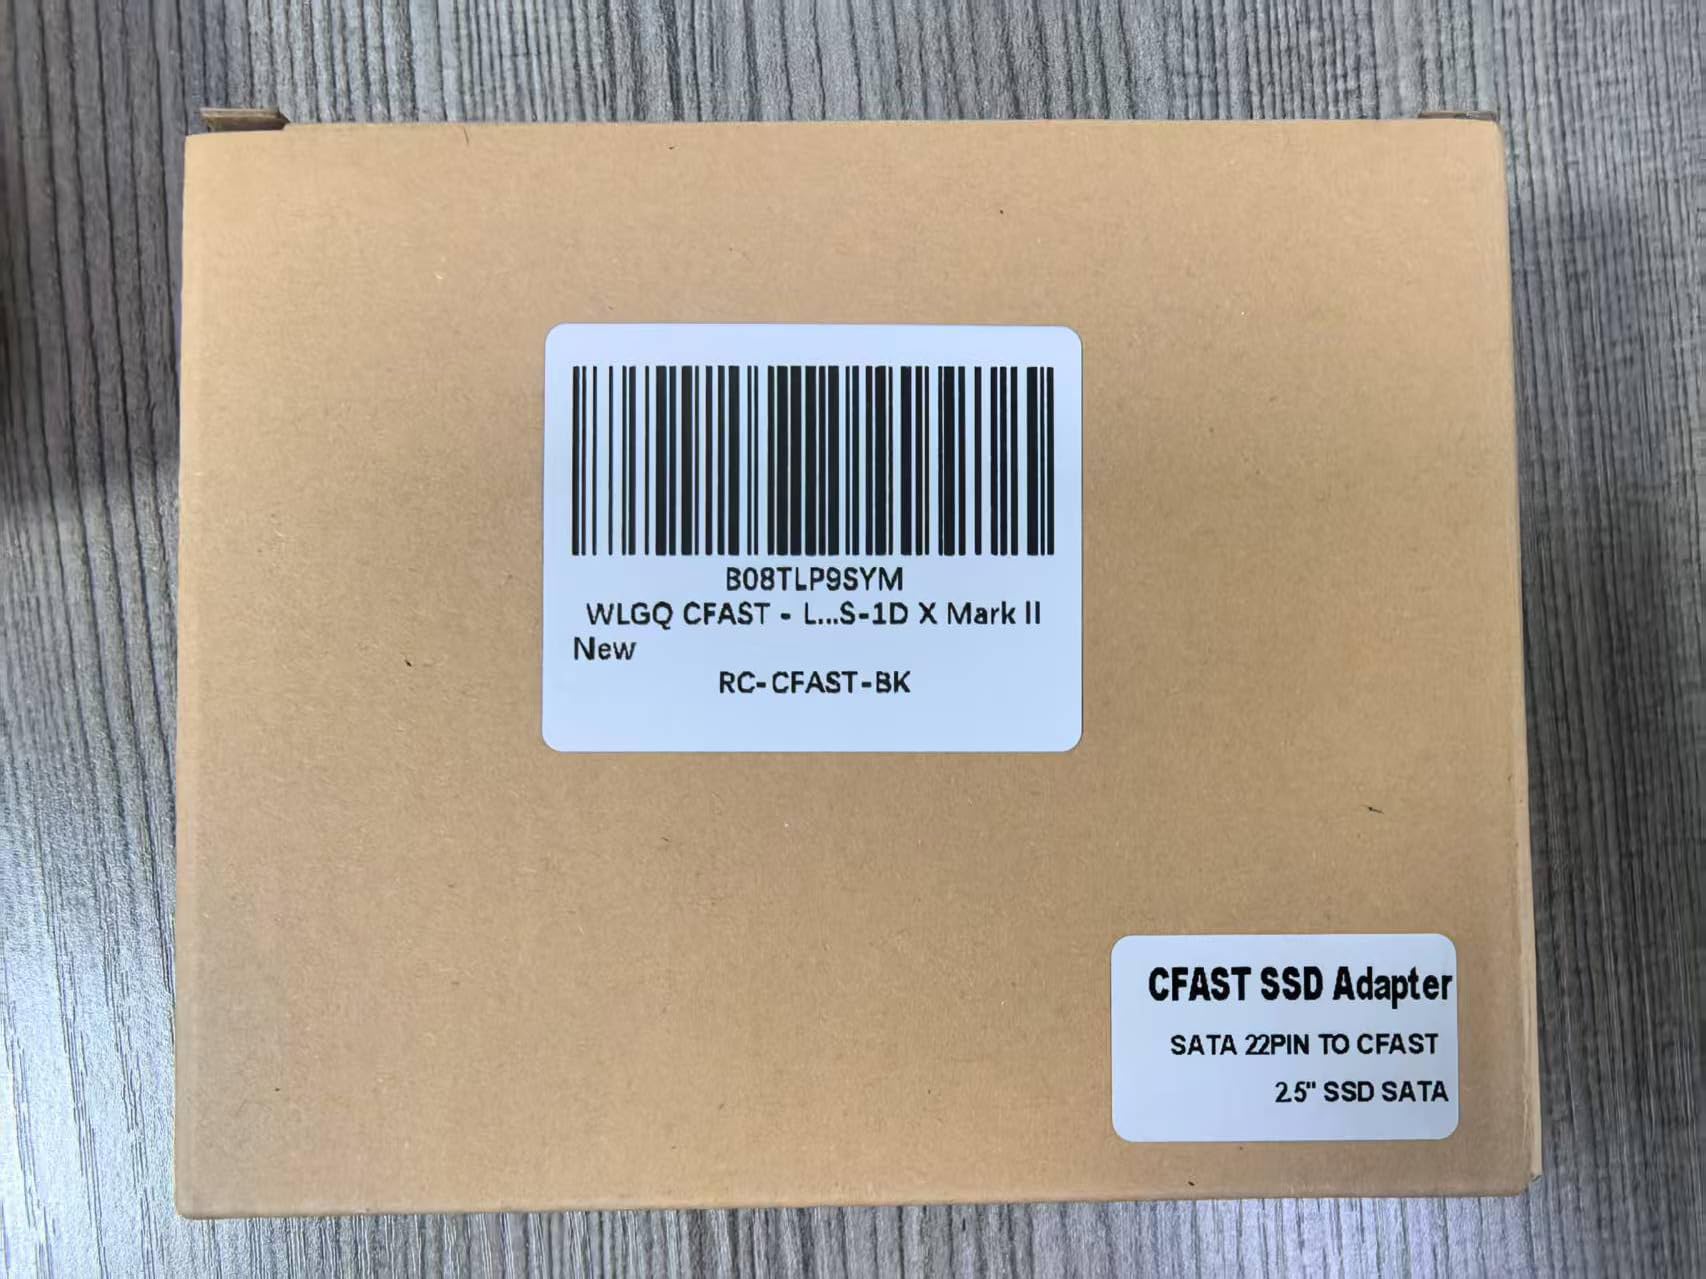 B08TLP9SYM
WLGQ CFAST - L...S-1D X Mark II
New
RC-CFAST-BK
CFAST SSD Adapter
SATA 22PIN TO CFAST
2.5" SSD SATA